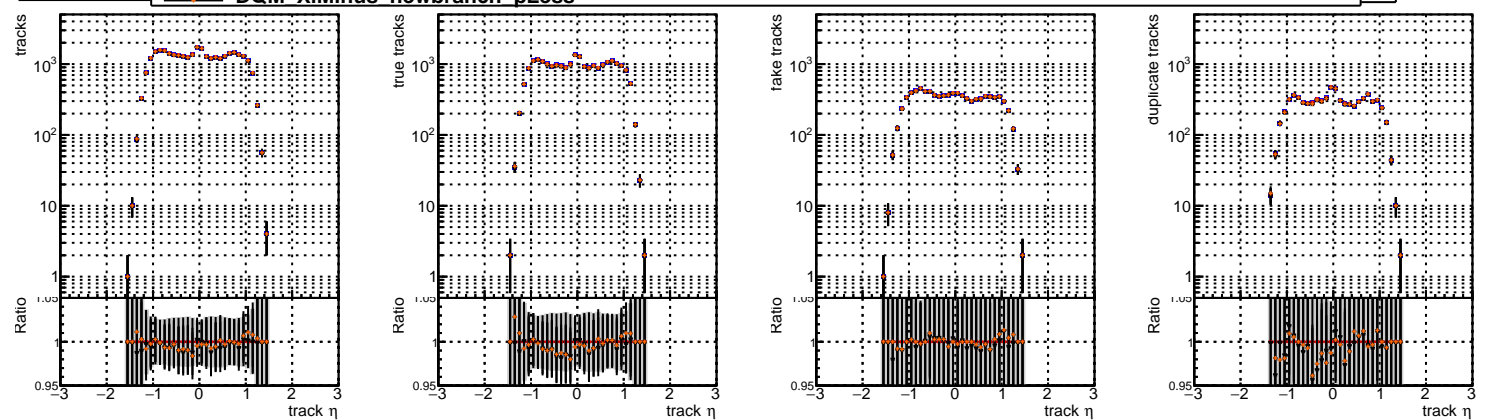 DQM XiMinus newbranch pLoss
tracks
10³
10²
10
1
Ratio
1.05
1
0.95
−3 −2 −1 0 1 2 3
track η
true tracks
10³
10²
10
1
Ratio
1.05
1
0.95
−3 −2 −1 0 1 2 3
track η
fake tracks
10³
10²
10
1
Ratio
1.05
1
0.95
−3 −2 −1 0 1 2 3
track η
duplicate tracks
10³
10²
10
1
Ratio
1.05
1
0.95
−3 −2 −1 0 1 2 3
track η